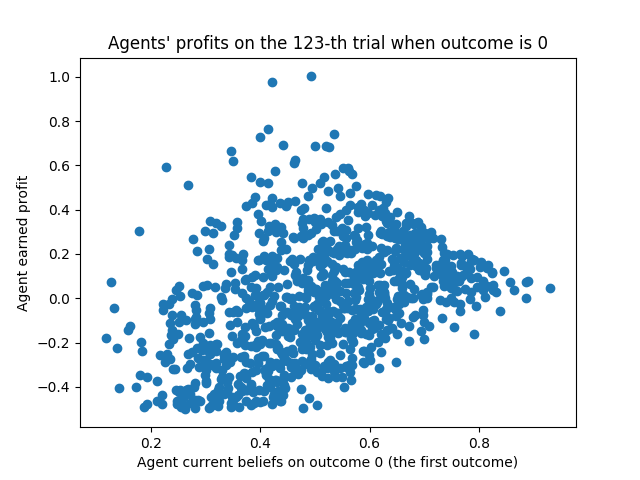 Agents' profits on the 123-th trial when outcome is 0
1.0
0.8
0.6
0.4
0.2
0.0
−0.2
−0.4
Agent earned profit
0.2 0.4 0.6 0.8
Agent current beliefs on outcome 0 (the first outcome)